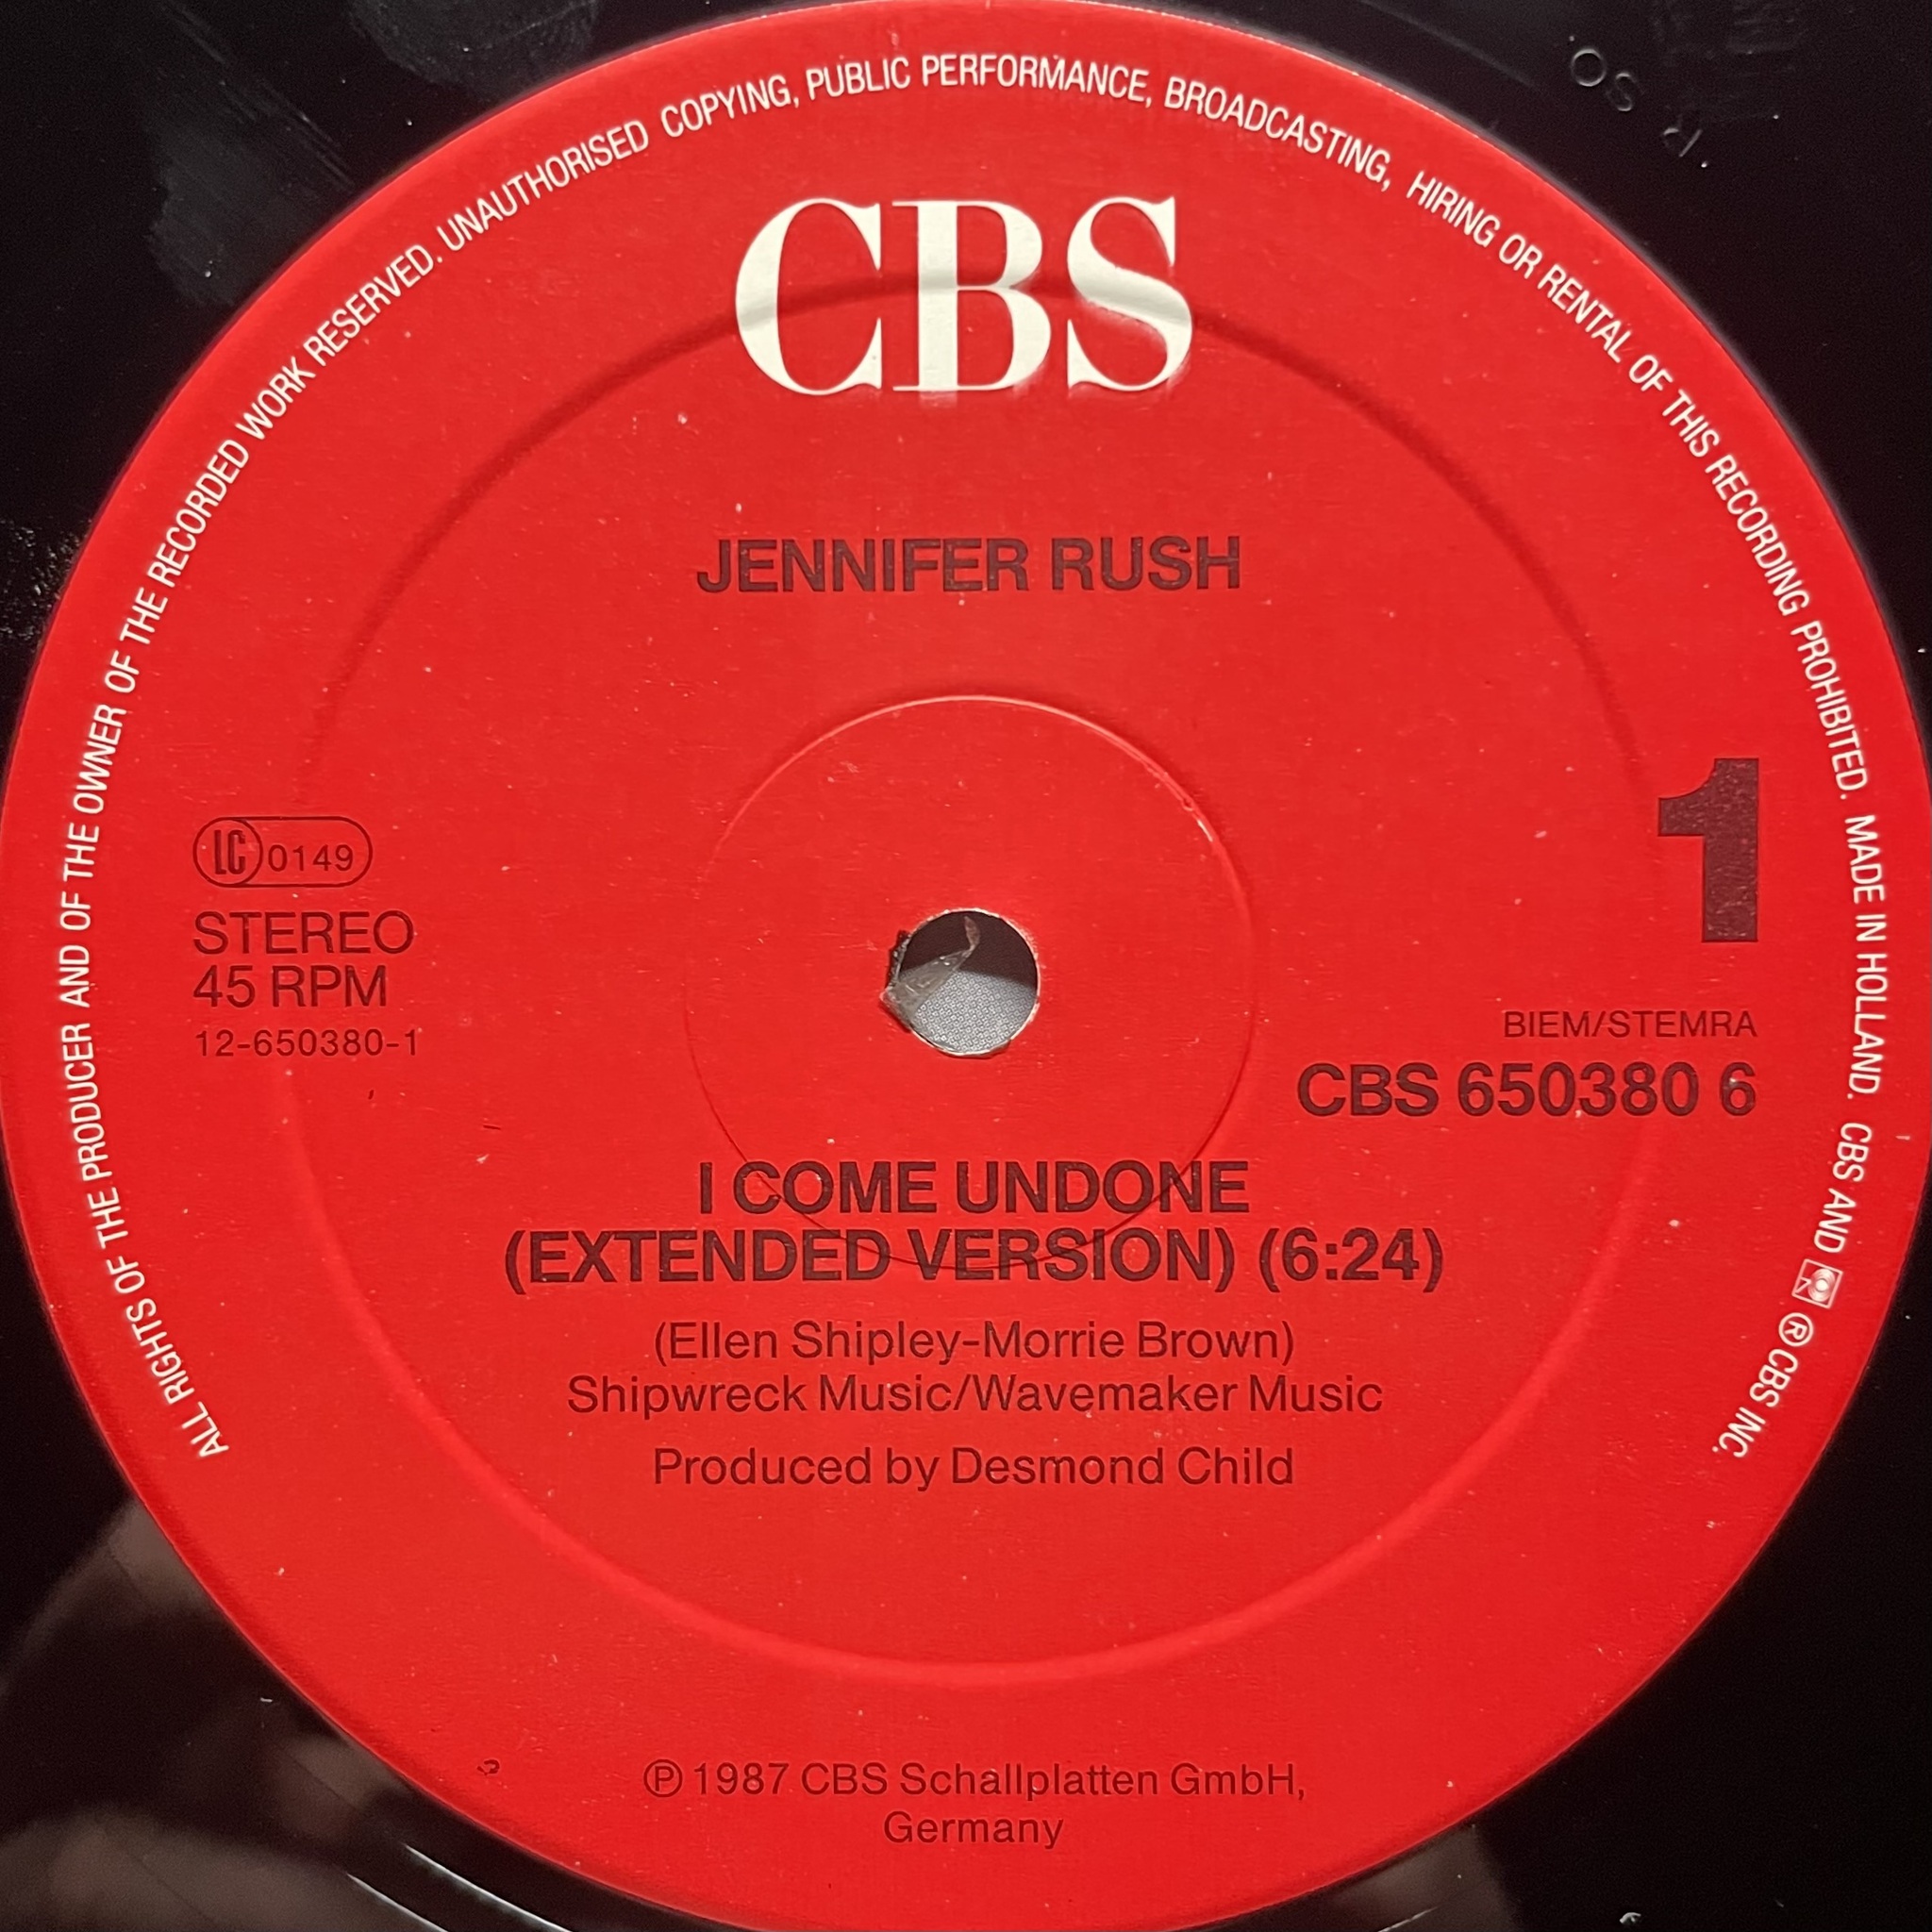 ALL RIGHTS OF THE PRODUCER AND OF THE OWNER OF THE RECORDED WORK RESERVED. UNAUTHORISED COPYING, PUBLIC PERFORMANCE, BROADCASTING, HIRING OR RENTAL OF THIS RECORDING PROHIBITED. MADE IN HOLLAND. CBS AND ® CBS INC.
CBS
JENNIFER RUSH
1
LC 0149
STEREO
45 RPM
12-650380-1
BIEM/STEMRA
CBS 650380 6
I COME UNDONE
(EXTENDED VERSION) (6:24)
(Ellen Shipley-Morrie Brown)
Shipwreck Music/Wavemaker Music
Produced by Desmond Child
℗ 1987 CBS Schallplatten GmbH,
Germany